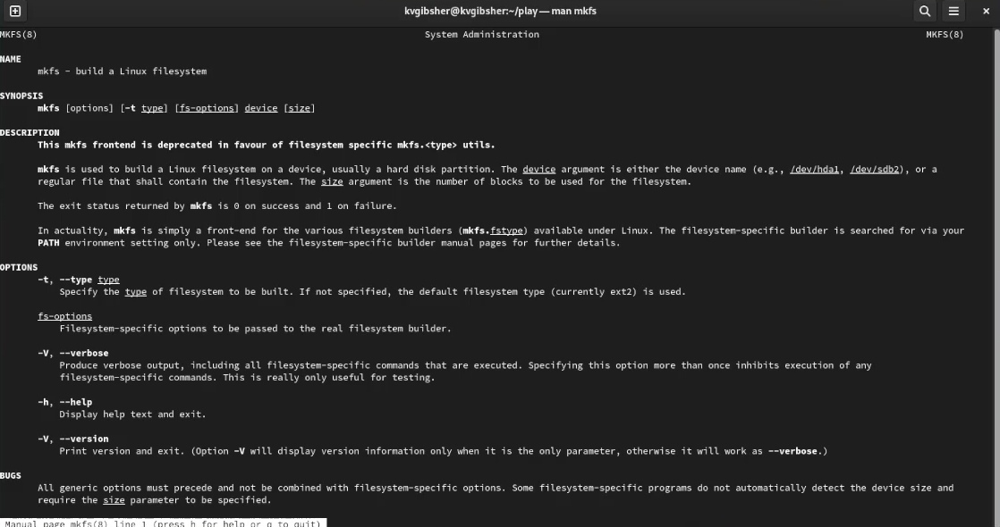 kvgibsher@kvgibsher:~/play — man mkfs
MKFS(8) System Administration MKFS(8)
NAME
mkfs - build a Linux filesystem
SYNOPSIS
mkfs [options] [-t type] [fs-options] device [size]
DESCRIPTION
This mkfs frontend is deprecated in favour of filesystem specific mkfs.<type> utils.
mkfs is used to build a Linux filesystem on a device, usually a hard disk partition. The device argument is either the device name (e.g., /dev/hda1, /dev/sdb2), or a
regular file that shall contain the filesystem. The size argument is the number of blocks to be used for the filesystem.
The exit status returned by mkfs is 0 on success and 1 on failure.
In actuality, mkfs is simply a front-end for the various filesystem builders (mkfs.fstype) available under Linux. The filesystem-specific builder is searched for via your
PATH environment setting only. Please see the filesystem-specific builder manual pages for further details.
OPTIONS
-t, --type type
Specify the type of filesystem to be built. If not specified, the default filesystem type (currently ext2) is used.
fs-options
Filesystem-specific options to be passed to the real filesystem builder.
-V, --verbose
Produce verbose output, including all filesystem-specific commands that are executed. Specifying this option more than once inhibits execution of any
filesystem-specific commands. This is really only useful for testing.
-h, --help
Display help text and exit.
-V, --version
Print version and exit. (Option -V will display version information only when it is the only parameter, otherwise it will work as --verbose.)
BUGS
All generic options must precede and not be combined with filesystem-specific options. Some filesystem-specific programs do not automatically detect the device size and
require the size parameter to be specified.
Manual page mkfs(8) line 1 (press h for help or q to quit)